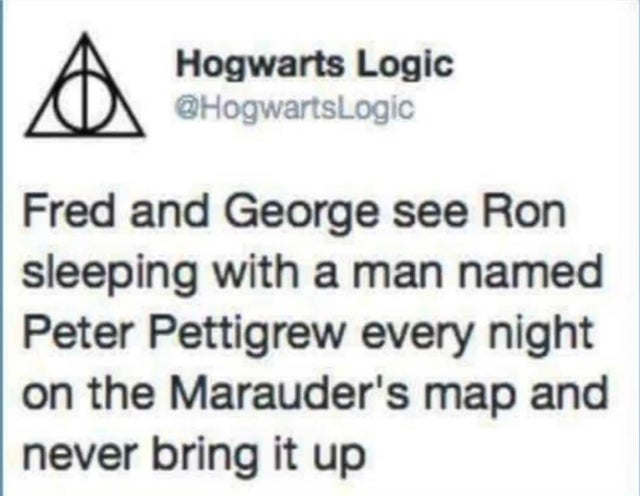 Hogwarts Logic
@HogwartsLogic
Fred and George see Ron
sleeping with a man named
Peter Pettigrew every night
on the Marauder's map and
never bring it up